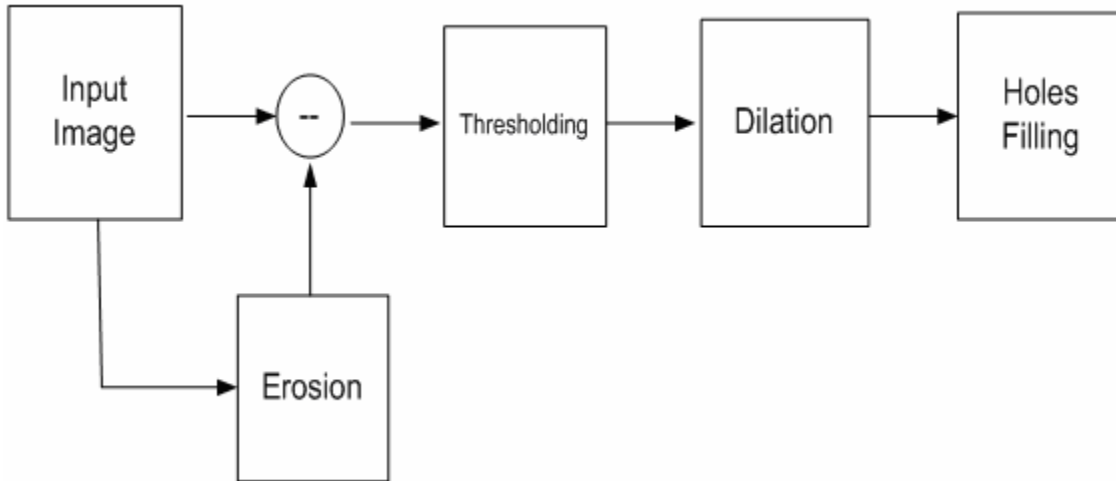 Input
Image
--
Thresholding
Dilation
Holes
Filling
Erosion